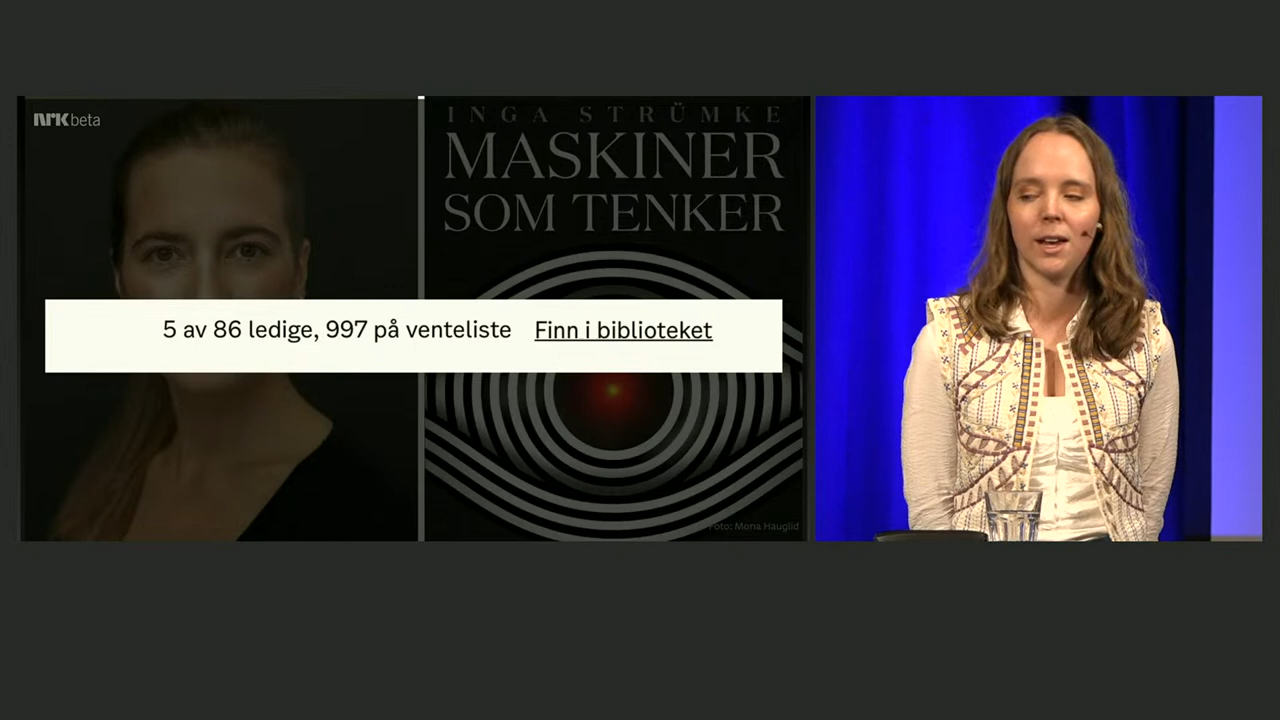 NRK beta
INGA STRÜMKE
MASKINER
SOM TENKER
5 av 86 ledige, 997 på venteliste Finn i biblioteket
Foto: Mona Hauglid